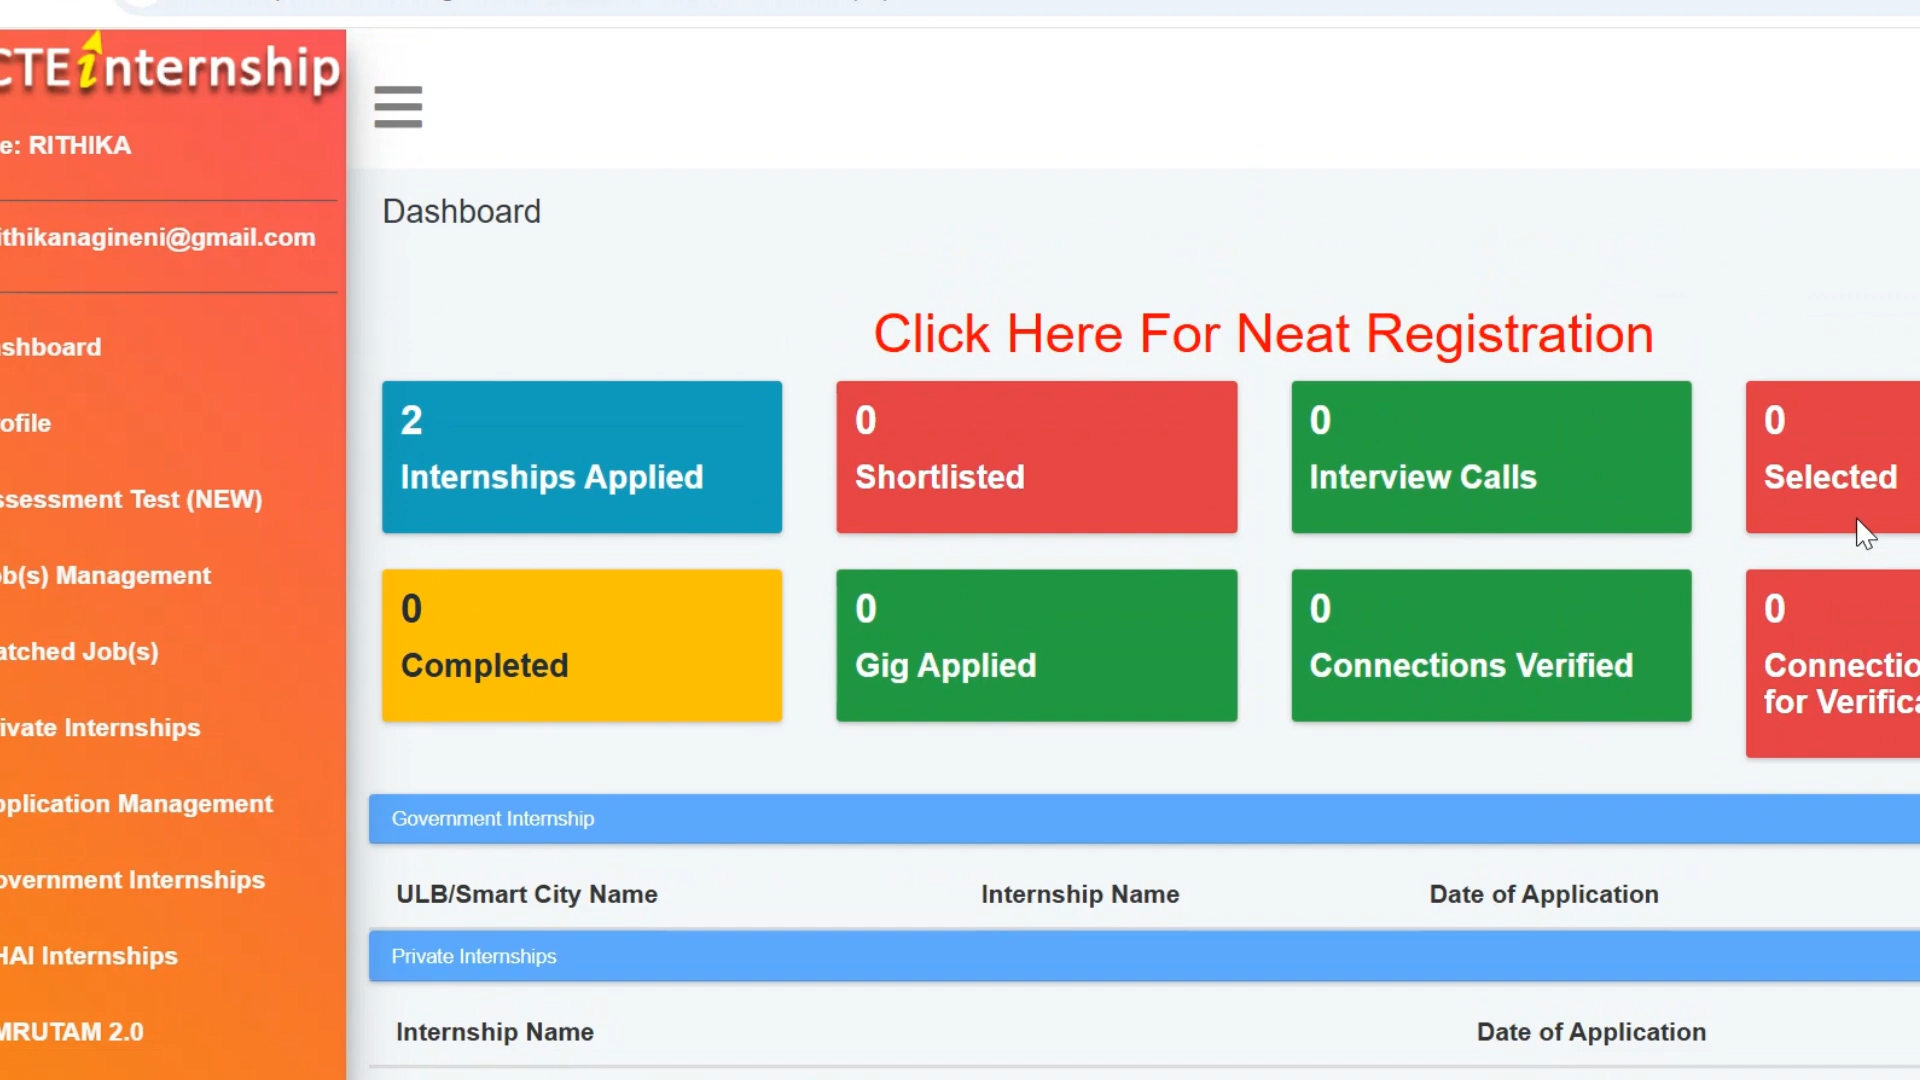 CTEinternship
e: RITHIKA
ithikanagineni@gmail.com
shboard
ofile
ssessment Test (NEW)
ob(s) Management
atched Job(s)
ivate Internships
pplication Management
overnment Internships
HAI Internships
MRUTAM 2.0
Dashboard
Click Here For Neat Registration
2
Internships Applied
0
Shortlisted
0
Interview Calls
0
Selected
0
Completed
0
Gig Applied
0
Connections Verified
0
Connectio
for Verifica
Government Internship
ULB/Smart City Name Internship Name Date of Application
Private Internships
Internship Name Date of Application